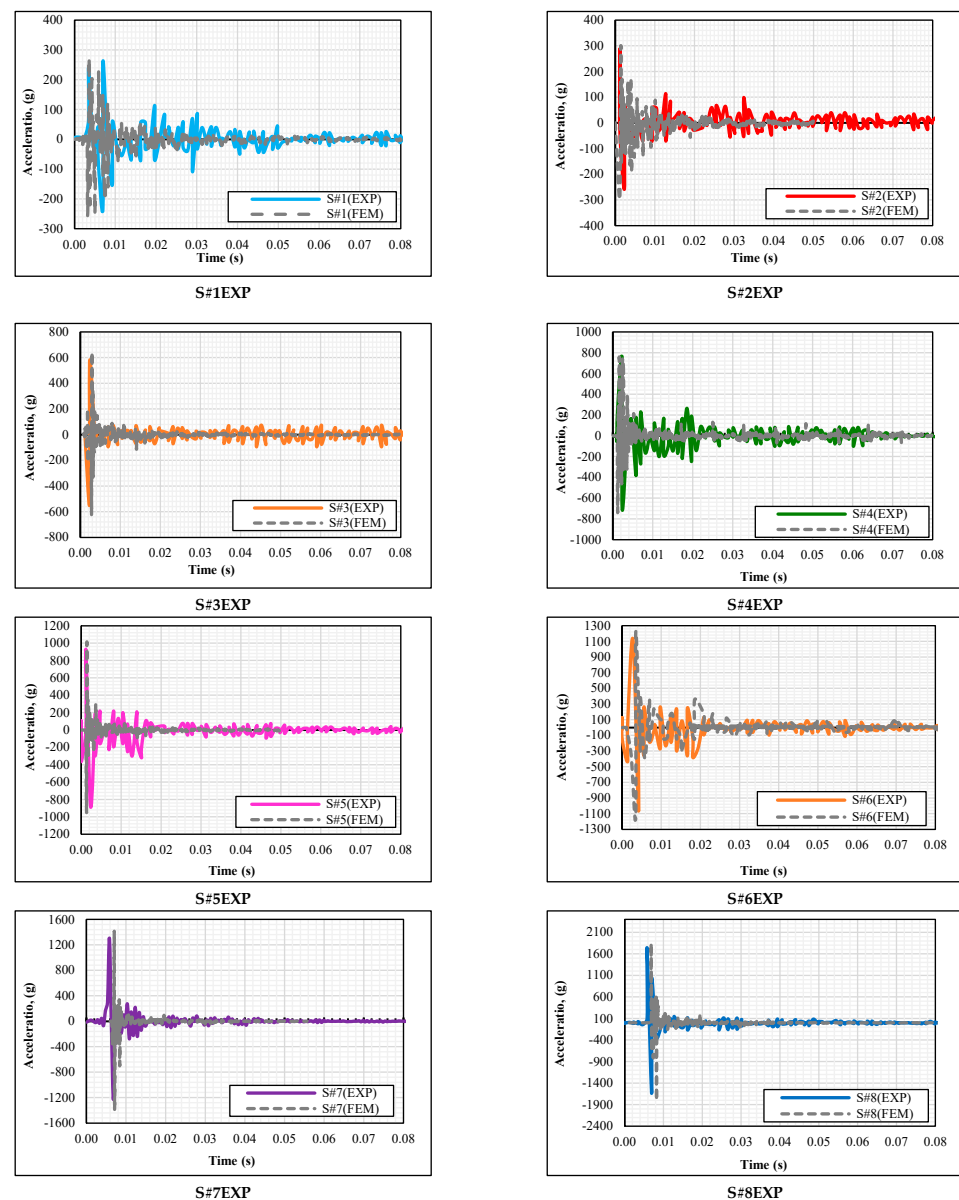 400
300
200
100
0
-100
-200
-300
Acceleratio, (g)
S#1(EXP)
S#1(FEM)
0.00 0.01 0.02 0.03 0.04 0.05 0.06 0.07 0.08
Time (s)
S#1EXP
400
300
200
100
0
-100
-200
-300
-400
Acceleratio, (g)
S#2(EXP)
S#2(FEM)
0.00 0.01 0.02 0.03 0.04 0.05 0.06 0.07 0.08
Time (s)
S#2EXP
800
600
400
200
0
-200
-400
-600
-800
Acceleratio, (g)
S#3(EXP)
S#3(FEM)
0.00 0.01 0.02 0.03 0.04 0.05 0.06 0.07 0.08
Time (s)
S#3EXP
1000
800
600
400
200
0
-200
-400
-600
-800
-1000
Acceleratio, (g)
S#4(EXP)
S#4(FEM)
0.00 0.01 0.02 0.03 0.04 0.05 0.06 0.07 0.08
Time (s)
S#4EXP
1200
1000
800
600
400
200
0
-200
-400
-600
-800
-1000
-1200
Acceleratio, (g)
S#5(EXP)
S#5(FEM)
0.00 0.01 0.02 0.03 0.04 0.05 0.06 0.07 0.08
Time (s)
S#5EXP
1300
1100
900
700
500
300
100
-100
-300
-500
-700
-900
-1100
-1300
Acceleratio, (g)
S#6(EXP)
S#6(FEM)
0.00 0.01 0.02 0.03 0.04 0.05 0.06 0.07 0.08
Time (s)
S#6EXP
1600
1200
800
400
0
-400
-800
-1200
-1600
Acceleratio, (g)
S#7(EXP)
S#7(FEM)
0.00 0.01 0.02 0.03 0.04 0.05 0.06 0.07 0.08
Time (s)
S#7EXP
2100
1600
1100
600
100
-400
-900
-1400
-1900
-2400
Acceleratio, (g)
S#8(EXP)
S#8(FEM)
0.00 0.01 0.02 0.03 0.04 0.05 0.06 0.07 0.08
Time (s)
S#8EXP